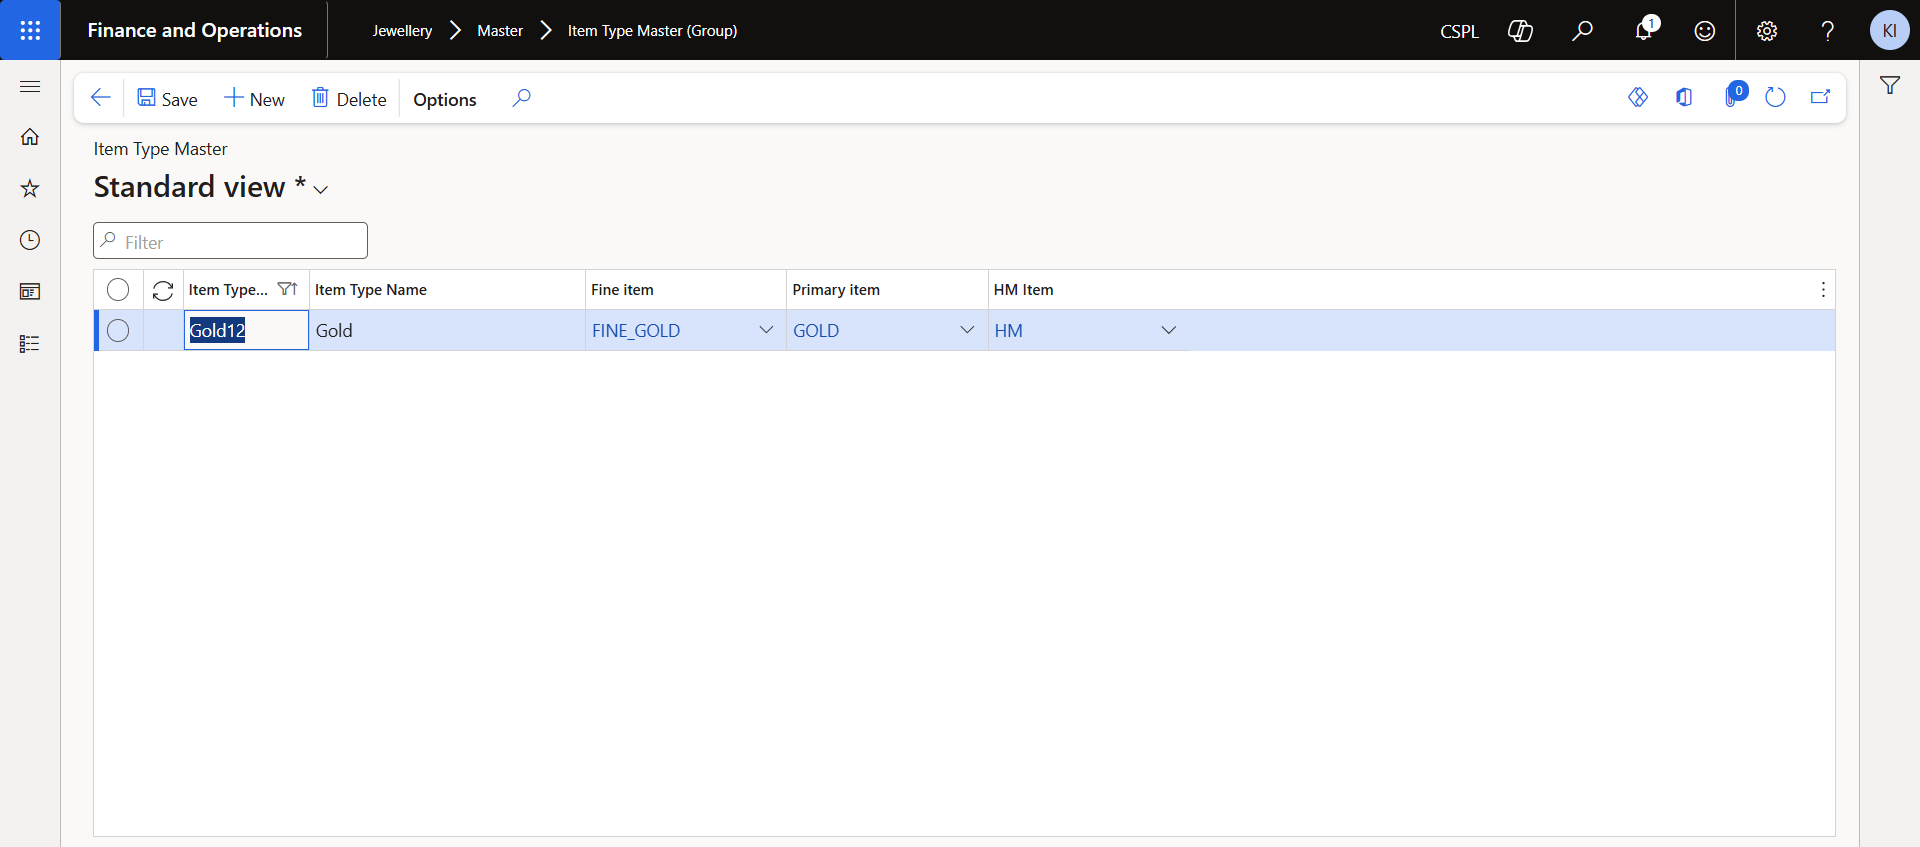 Finance and Operations
Jewellery Master Item Type Master (Group)
CSPL
1
?
KI
Save New Delete Options
0
Item Type Master
Standard view *
Filter
Item Type... Item Type Name Fine item Primary item HM Item
Gold12 Gold FINE_GOLD GOLD HM